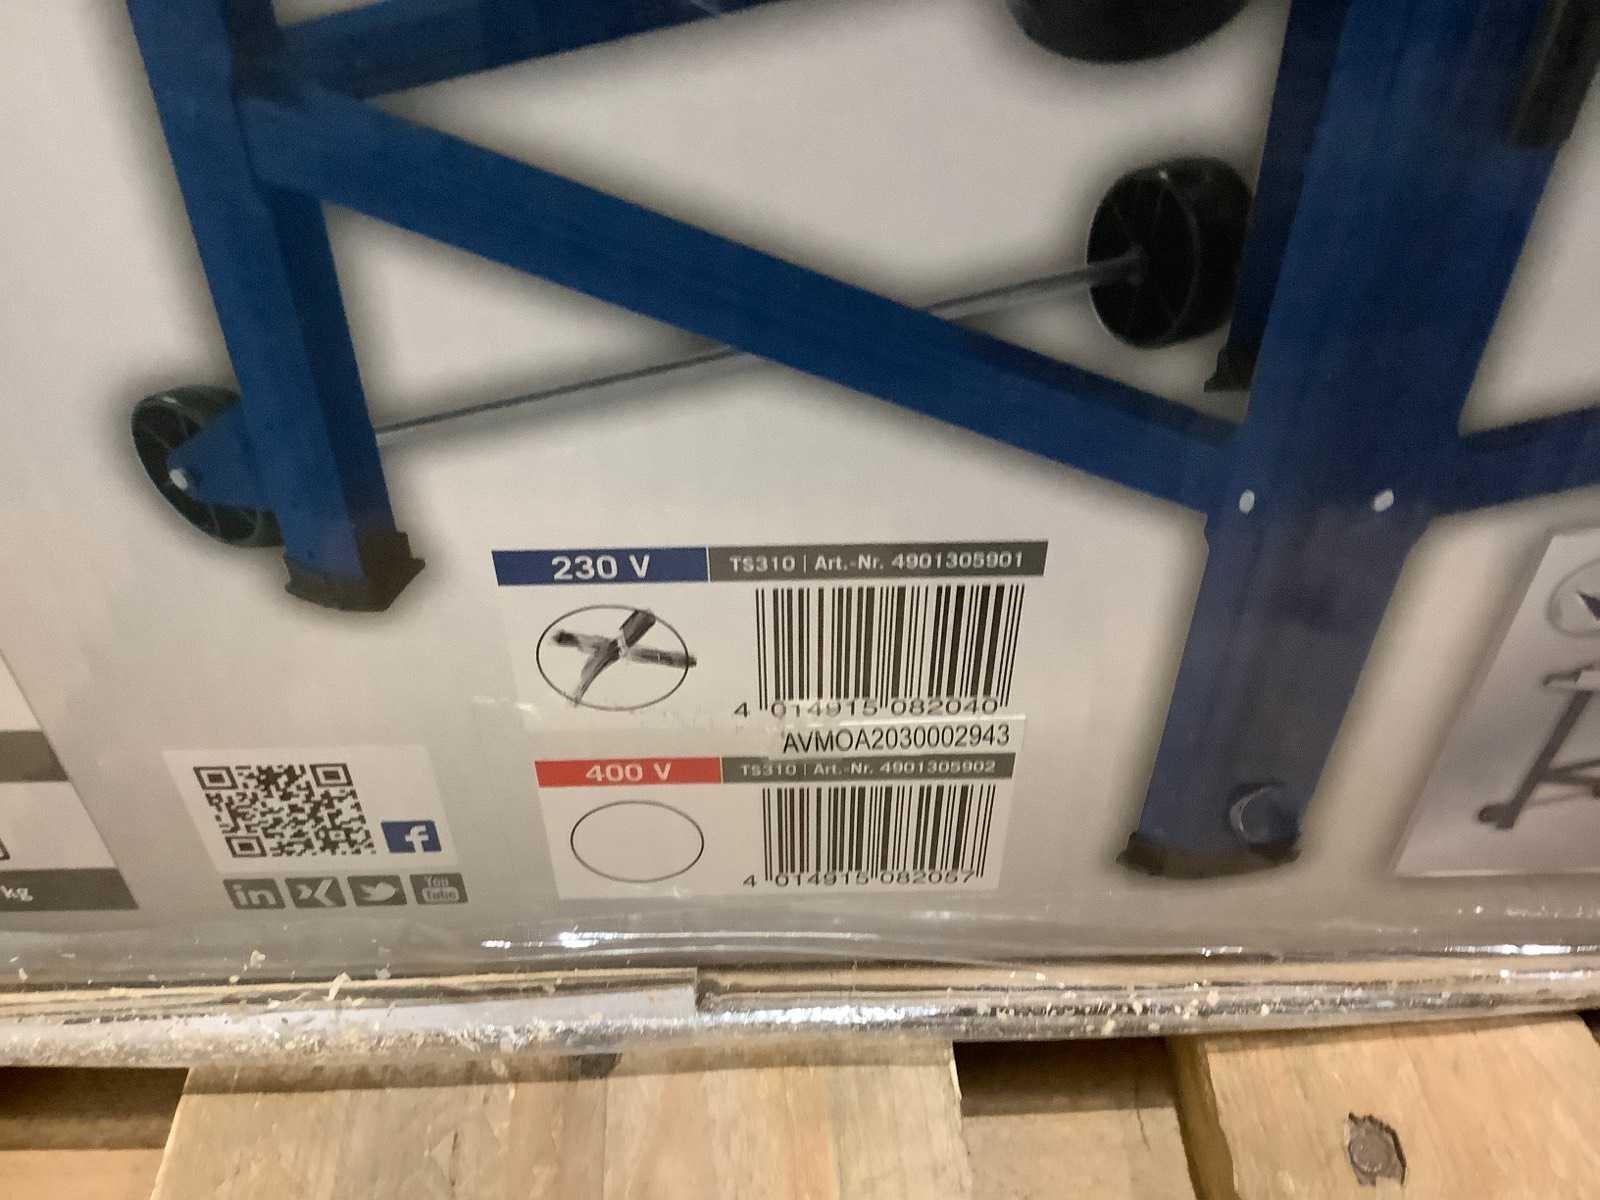 230 V
TS310 | Art.-Nr. 4901305901
4 014915 082040
AVMOA2030002943
400 V
TS310 | Art.-Nr. 4901305902
4 014915 082057
f
in
You
Tube
kg